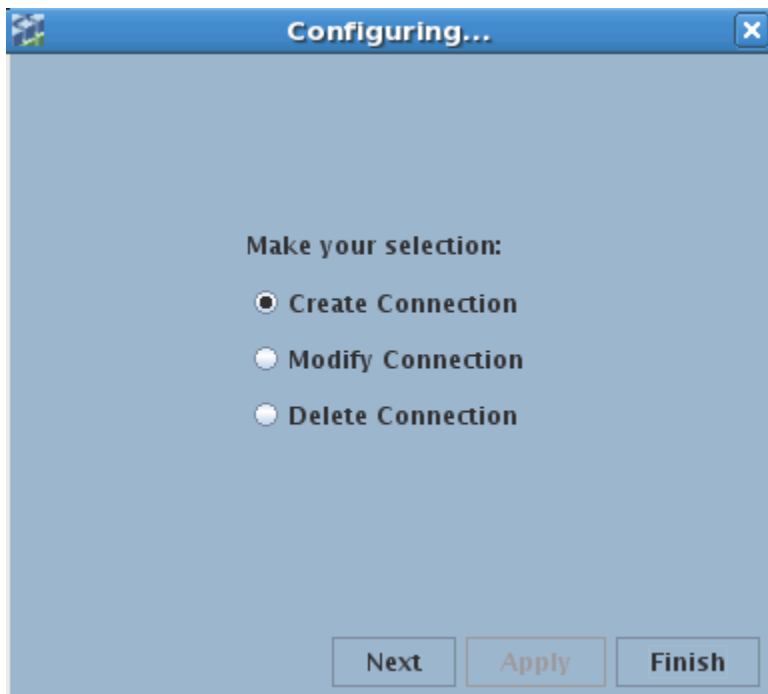 Configuring...
Make your selection:
Create Connection
Modify Connection
Delete Connection
Next Apply Finish